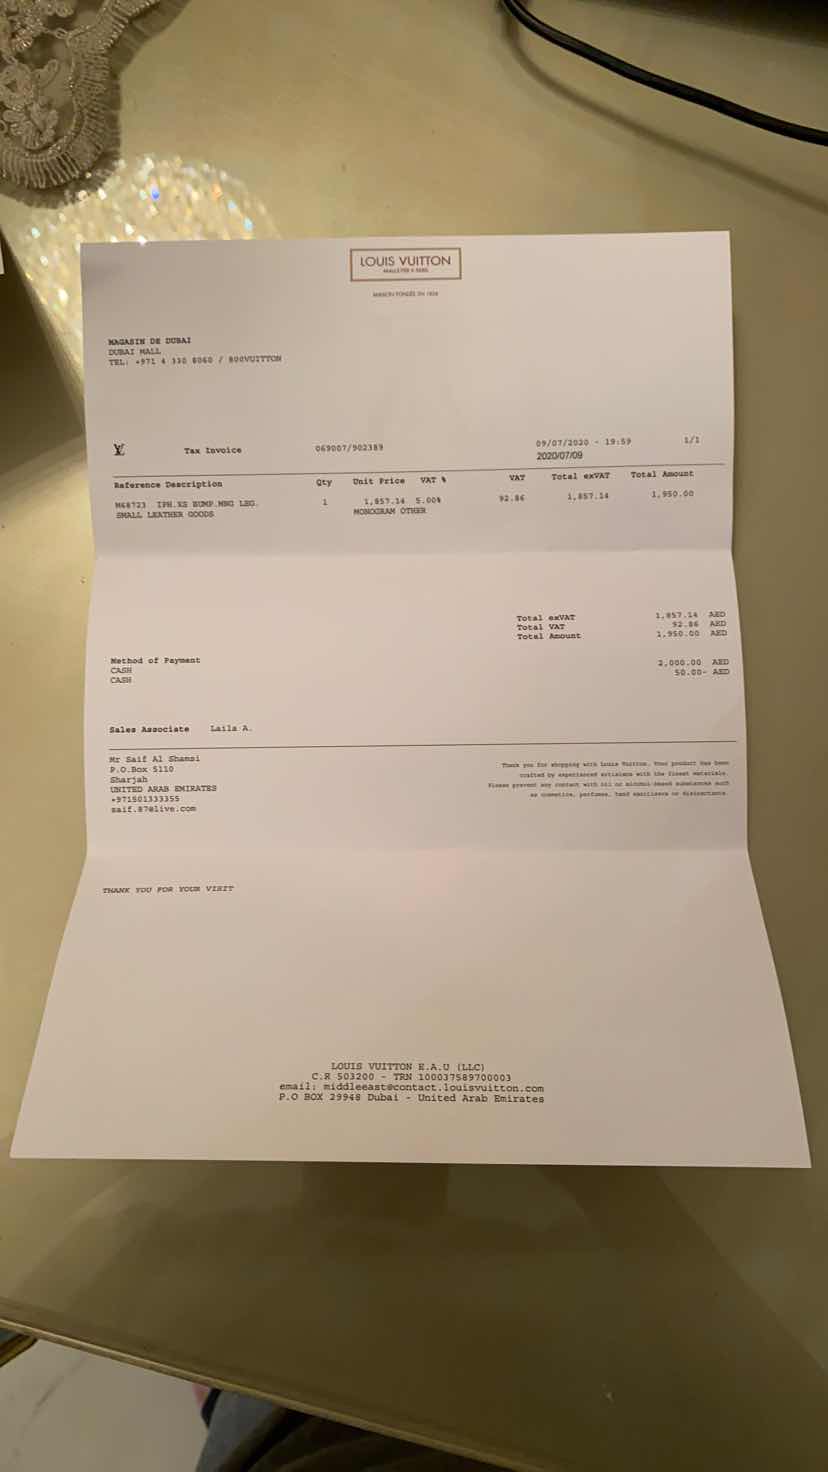 LOUIS VUITTON
MALLETIER À PARIS
MAISON FONDÉE EN 1854
MAGASIN DE DUBAI
DUBAI MALL
TEL: +971 4 330 8060 / 800VUITTON
LV Tax Invoice 069007/902389 09/07/2020 - 19:59 1/1
2020/07/09
Reference Description Qty Unit Price VAT % VAT Total exVAT Total Amount
M68723 IPH.XS BUMP.MNG LEG. 1 1,857.14 5.00% 92.86 1,857.14 1,950.00
SMALL LEATHER GOODS MONOGRAM OTHER
Total exVAT 1,857.14 AED
Total VAT 92.86 AED
Total Amount 1,950.00 AED
Method of Payment
CASH 2,000.00 AED
CASH 50.00- AED
Sales Associate Laila A.
Mr Saif Al Shamsi
P.O.Box 5110
Sharjah
UNITED ARAB EMIRATES
+971501333355
saif.87@live.com
Thank you for shopping with Louis Vuitton. Your product has been
crafted by experienced artisians with the finest materials.
Please prevent any contact with oil or alcohol-based substances such
as cosmetics, perfumes, hand sanitisers or disinfectants.
THANK YOU FOR YOUR VISIT
LOUIS VUITTON E.A.U (LLC)
C.R 503200 - TRN 100037589700003
email: middleeast@contact.louisvuitton.com
P.O BOX 29948 Dubai - United Arab Emirates